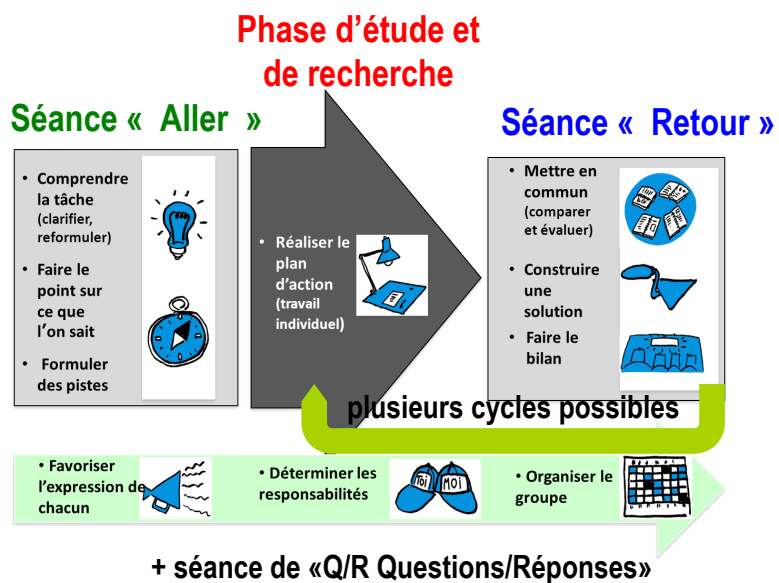 Phase d’étude et
de recherche
Séance « Aller »
• Comprendre
la tâche
(clarifier,
reformuler)
• Faire le
point sur
ce que
l’on sait
• Formuler
des pistes
• Réaliser le
plan
d’action
(travail
individuel)
Séance « Retour »
• Mettre en
commun
(comparer
et évaluer)
• Construire
une
solution
• Faire le
bilan
plusieurs cycles possibles
• Favoriser
l’expression de
chacun
• Déterminer les
responsabilités
Toi
MOI
• Organiser le
groupe
+ séance de «Q/R Questions/Réponses»